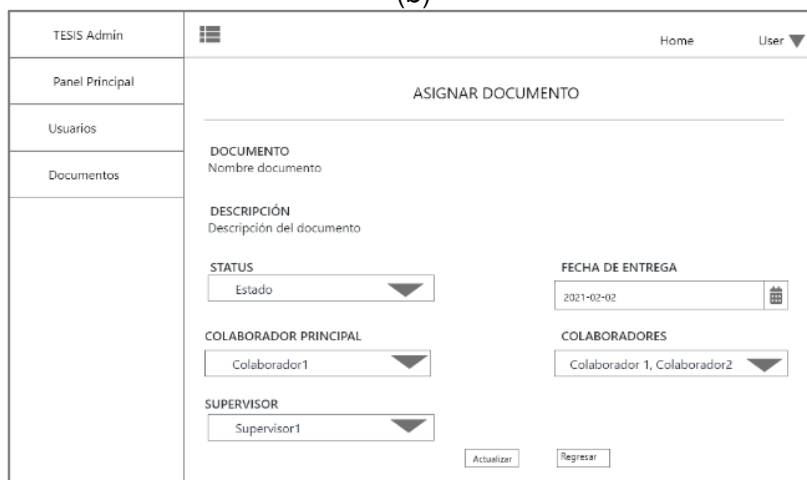 (b)
TESIS Admin
Home
User
Panel Principal
Usuarios
Documentos
ASIGNAR DOCUMENTO
DOCUMENTO
Nombre documento
DESCRIPCIÓN
Descripción del documento
STATUS
Estado
FECHA DE ENTREGA
2021-02-02
COLABORADOR PRINCIPAL
Colaborador1
COLABORADORES
Colaborador 1, Colaborador2
SUPERVISOR
Supervisor1
Actualizar
Regresar